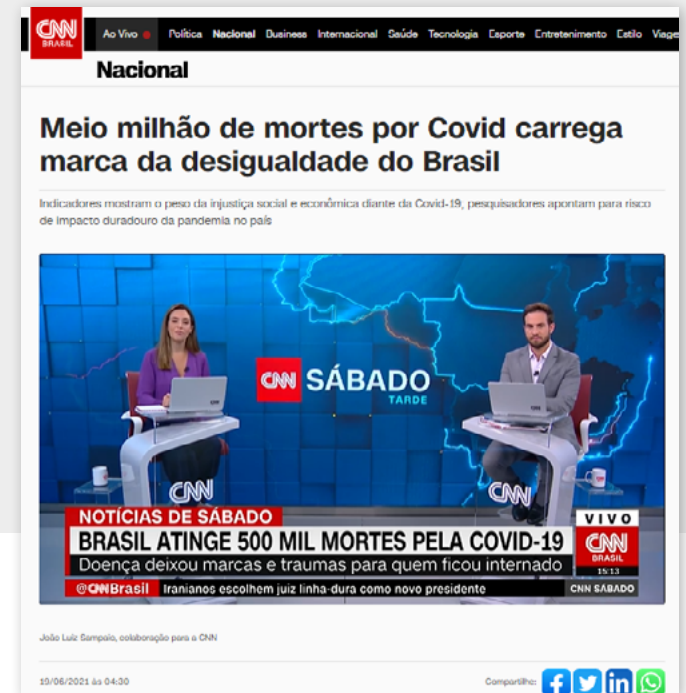 CNN
BRASIL
Ao Vivo Política Nacional Business Internacional Saúde Tecnologia Esporte Entretenimento Estilo
Nacional
Meio milhão de mortes por Covid carrega
marca da desigualdade do Brasil
Indicadores mostram o peso da injustiça social e econômica diante da Covid-19; pesquisadores apontam para risco
de impacto duradouro da pandemia no país
CNN SÁBADO
TARDE
CNN
CNN
NOTÍCIAS DE SÁBADO
VIVO
BRASIL ATINGE 500 MIL MORTES PELA COVID-19
CNN
BRASIL
Doença deixou marcas e traumas para quem ficou internado
15:13
@CNNBrasil Iranianos escolhem juiz linha-dura como novo presidente
CNN SÁBADO
João Luiz Sampaio, colaboração para a CNN
19/06/2021 às 04:30
Compartilhe: